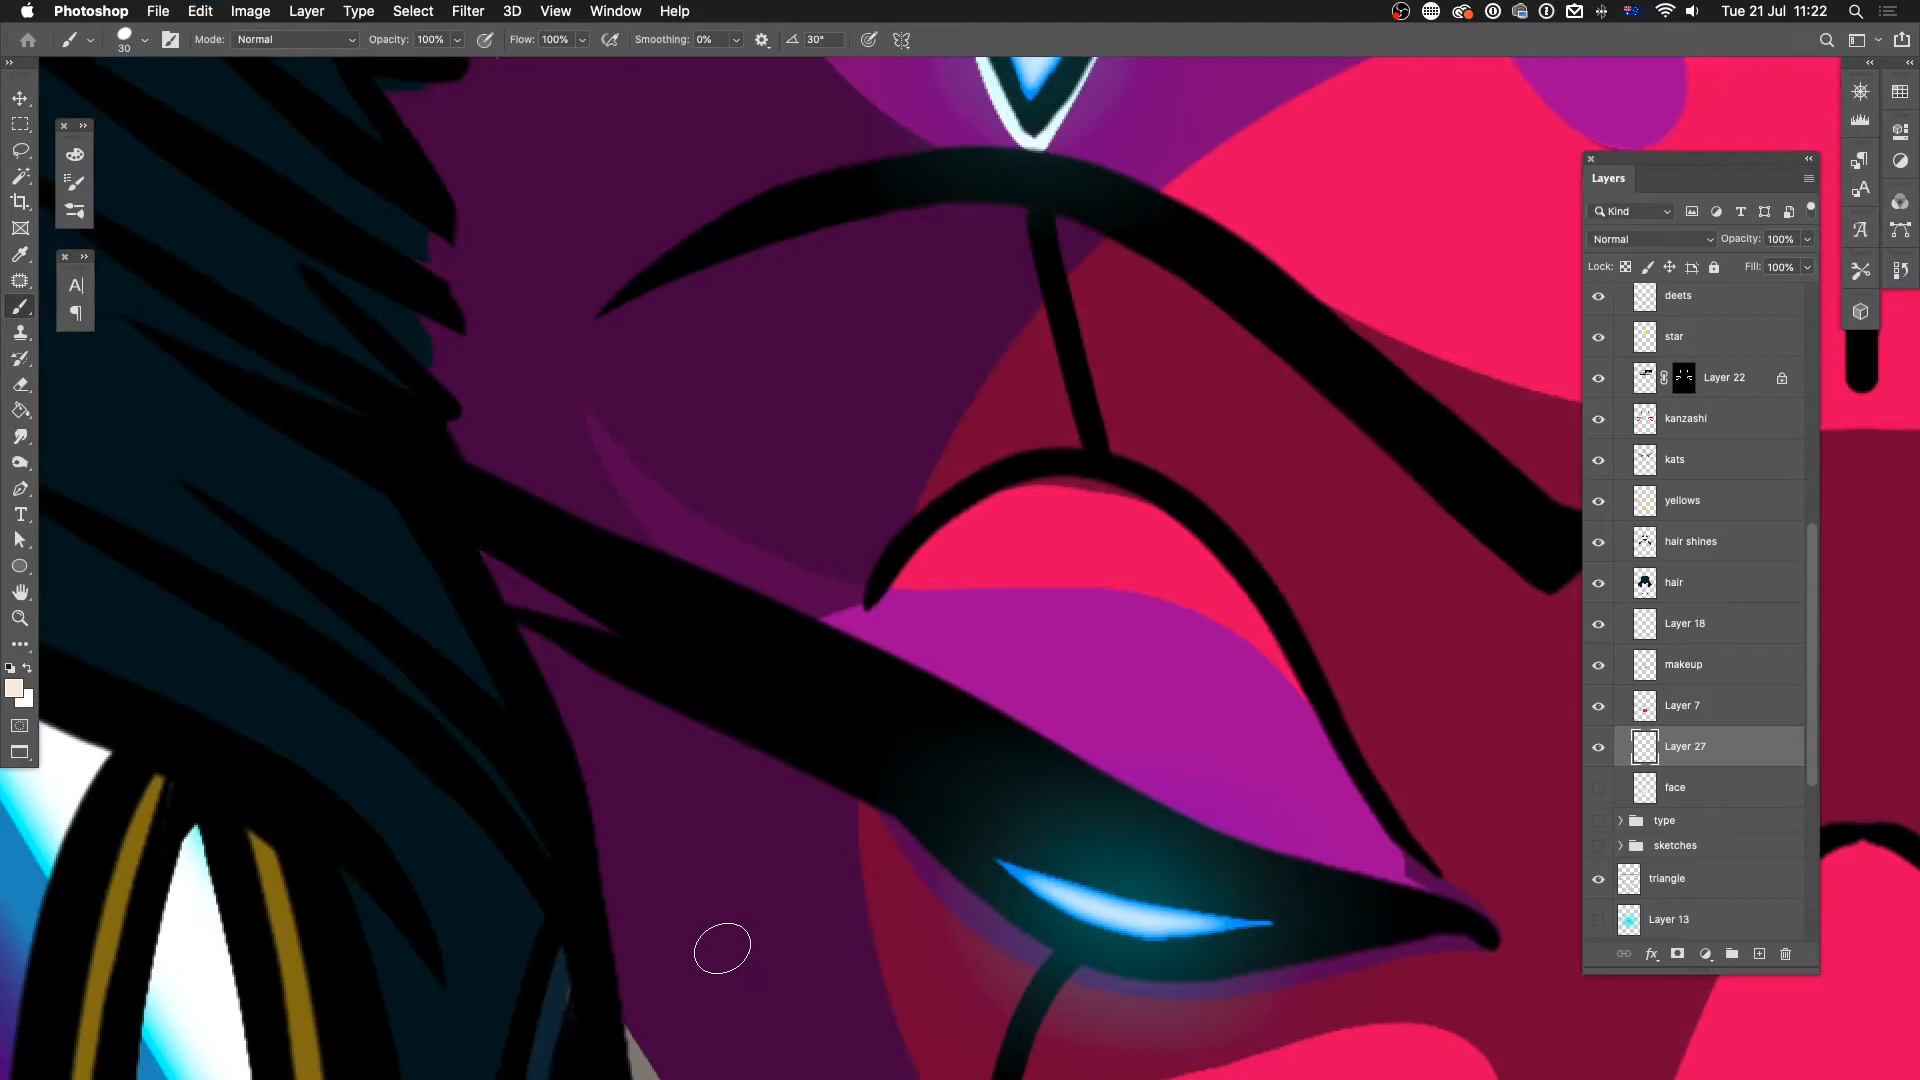 Photoshop File Edit Image Layer Type Select Filter 3D View Window Help Tue 21 Jul 11:22
30 Mode: Normal Opacity: 100% Flow: 100% Smoothing: 0% 30°
Layers
Kind
Normal Opacity: 100%
Lock: Fill: 100%
deets
star
Layer 22
kanzashi
kats
yellows
hair shines
hair
Layer 18
makeup
Layer 7
Layer 27
face
type
sketches
triangle
Layer 13